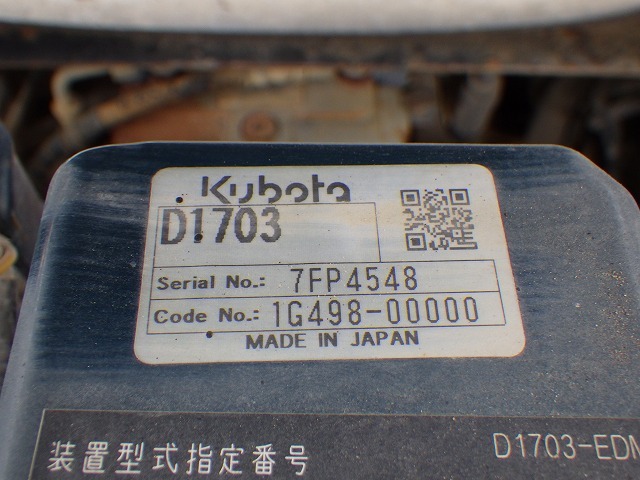 Kubota
D1703
Serial No.: 7FP4548
Code No.: 1G498-00000
MADE IN JAPAN
装置型式指定番号 D1703-EDM